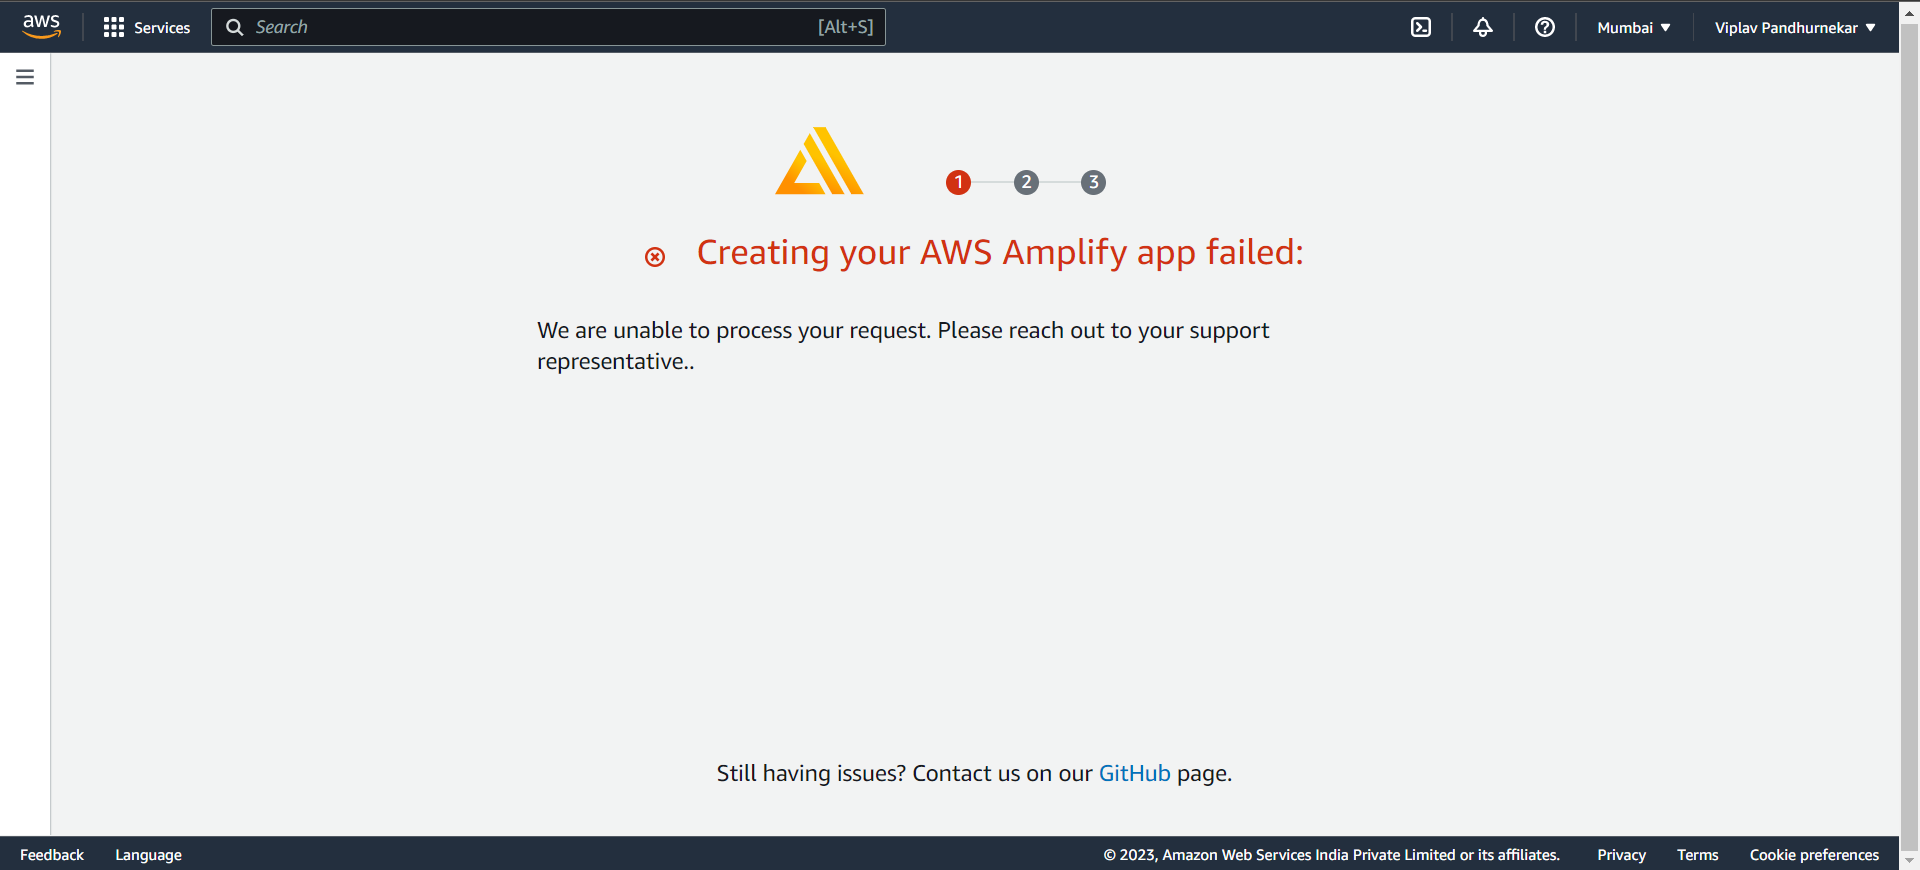 aws Services Search [Alt+S] Mumbai Viplav Pandhurnekar
1 2 3
Creating your AWS Amplify app failed:
We are unable to process your request. Please reach out to your support
representative..
Still having issues? Contact us on our GitHub page.
Feedback Language © 2023, Amazon Web Services India Private Limited or its affiliates. Privacy Terms Cookie preferences